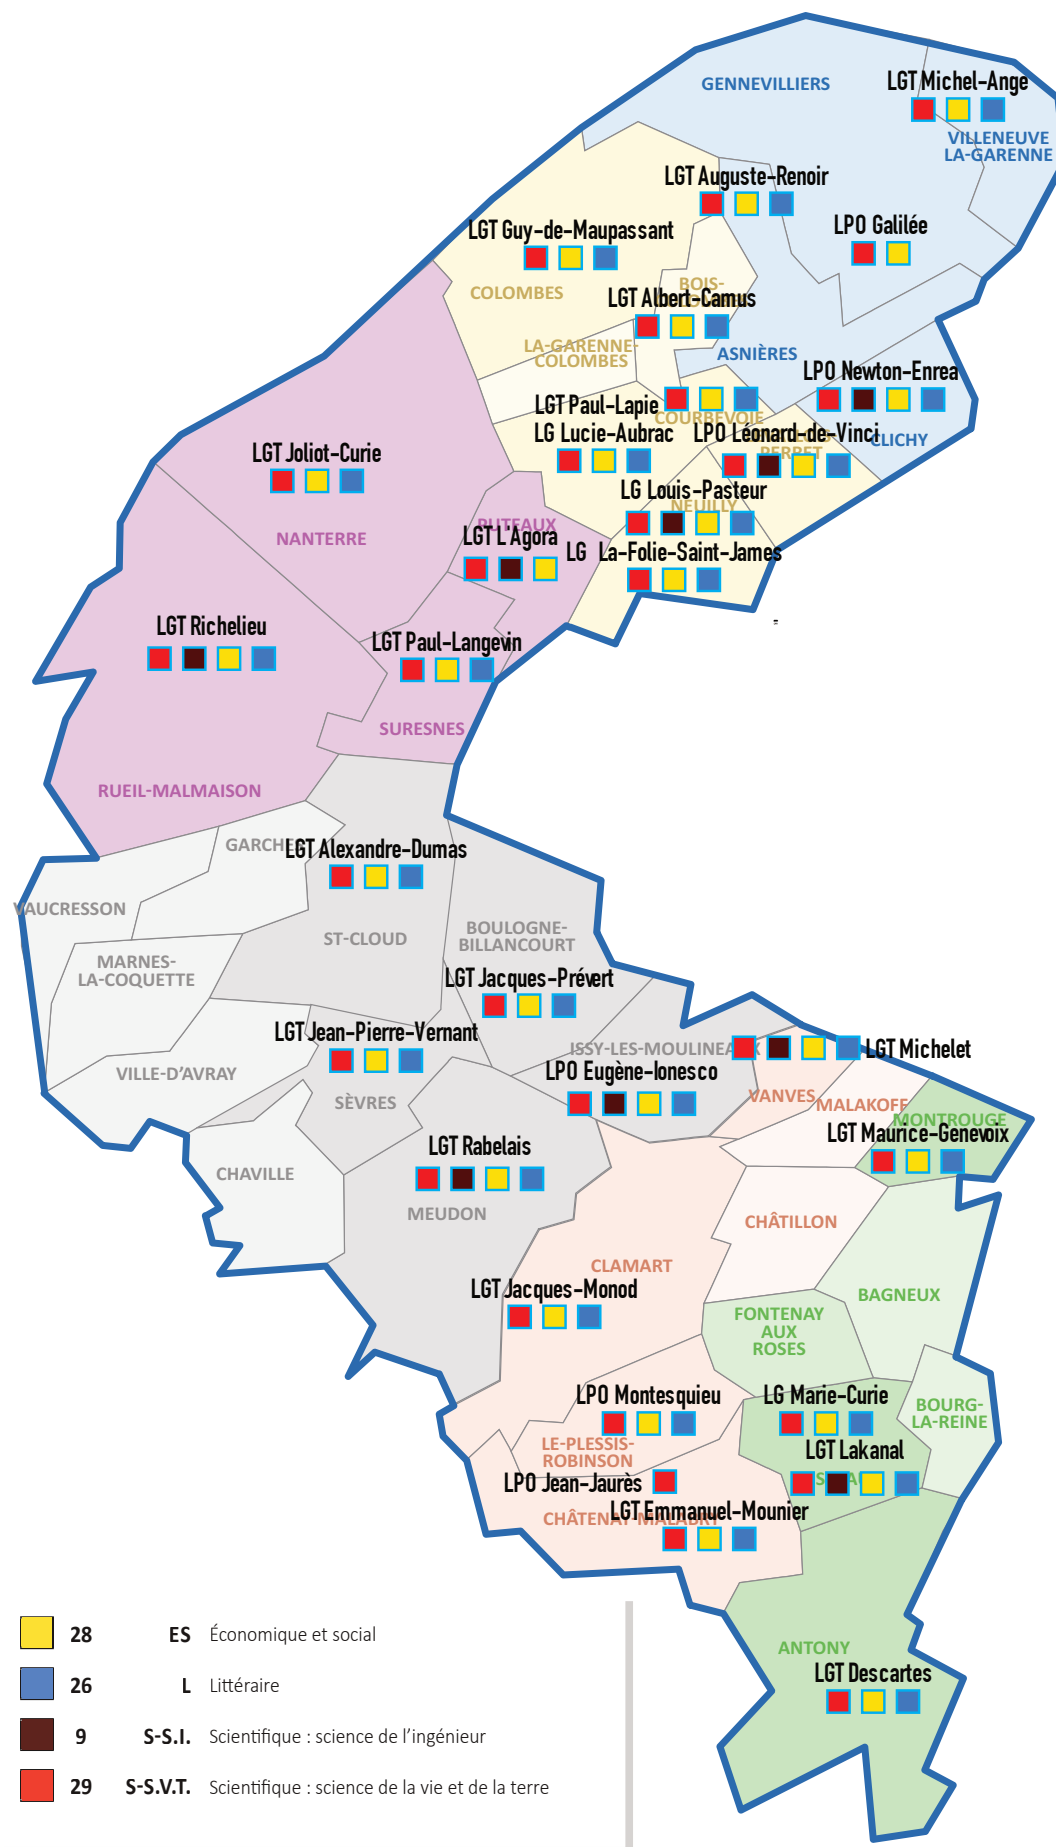 GENNEVILLIERS
LGT Michel-Ange
VILLENEUVE
LA-GARENNE
LGT Auguste-Renoir
LPO Galilée
LGT Guy-de-Maupassant
COLOMBES
BOIS-
LGT Albert-Camus
LA-GARENNE-
COLOMBES
ASNIÈRES
LPO Newton-Enrea
LGT Paul-Lapie
COURBEVOIE
LG Lucie-Aubrac
LPO Léonard-de-Vinci
CLICHY
PERRET
LGT Joliot-Curie
LG Louis-Pasteur
NEUILLY
NANTERRE
PUTEAUX
LGT L'Agora
LG La-Folie-Saint-James
LGT Richelieu
LGT Paul-Langevin
SURESNES
RUEIL-MALMAISON
GARCHES
LGT Alexandre-Dumas
VAUCRESSON
ST-CLOUD
BOULOGNE-
BILLANCOURT
MARNES-
LA-COQUETTE
LGT Jacques-Prévert
LGT Jean-Pierre-Vernant
ISSY-LES-MOULINEAUX
LGT Michelet
VILLE-D'AVRAY
LPO Eugène-Ionesco
SÈVRES
VANVES
MALAKOFF
MONTROUGE
LGT Maurice-Genevoix
LGT Rabelais
CHAVILLE
MEUDON
CHÂTILLON
CLAMART
LGT Jacques-Monod
BAGNEUX
FONTENAY
AUX
ROSES
LPO Montesquieu
LG Marie-Curie
BOURG-
LA-REINE
LE-PLESSIS-
ROBINSON
LGT Lakanal
LPO Jean-Jaurès
LGT Emmanuel-Mounier
CHÂTENAY-MALABRY
ANTONY
LGT Descartes
28 ES Économique et social
26 L Littéraire
9 S-S.I. Scientifique : science de l'ingénieur
29 S-S.V.T. Scientifique : science de la vie et de la terre